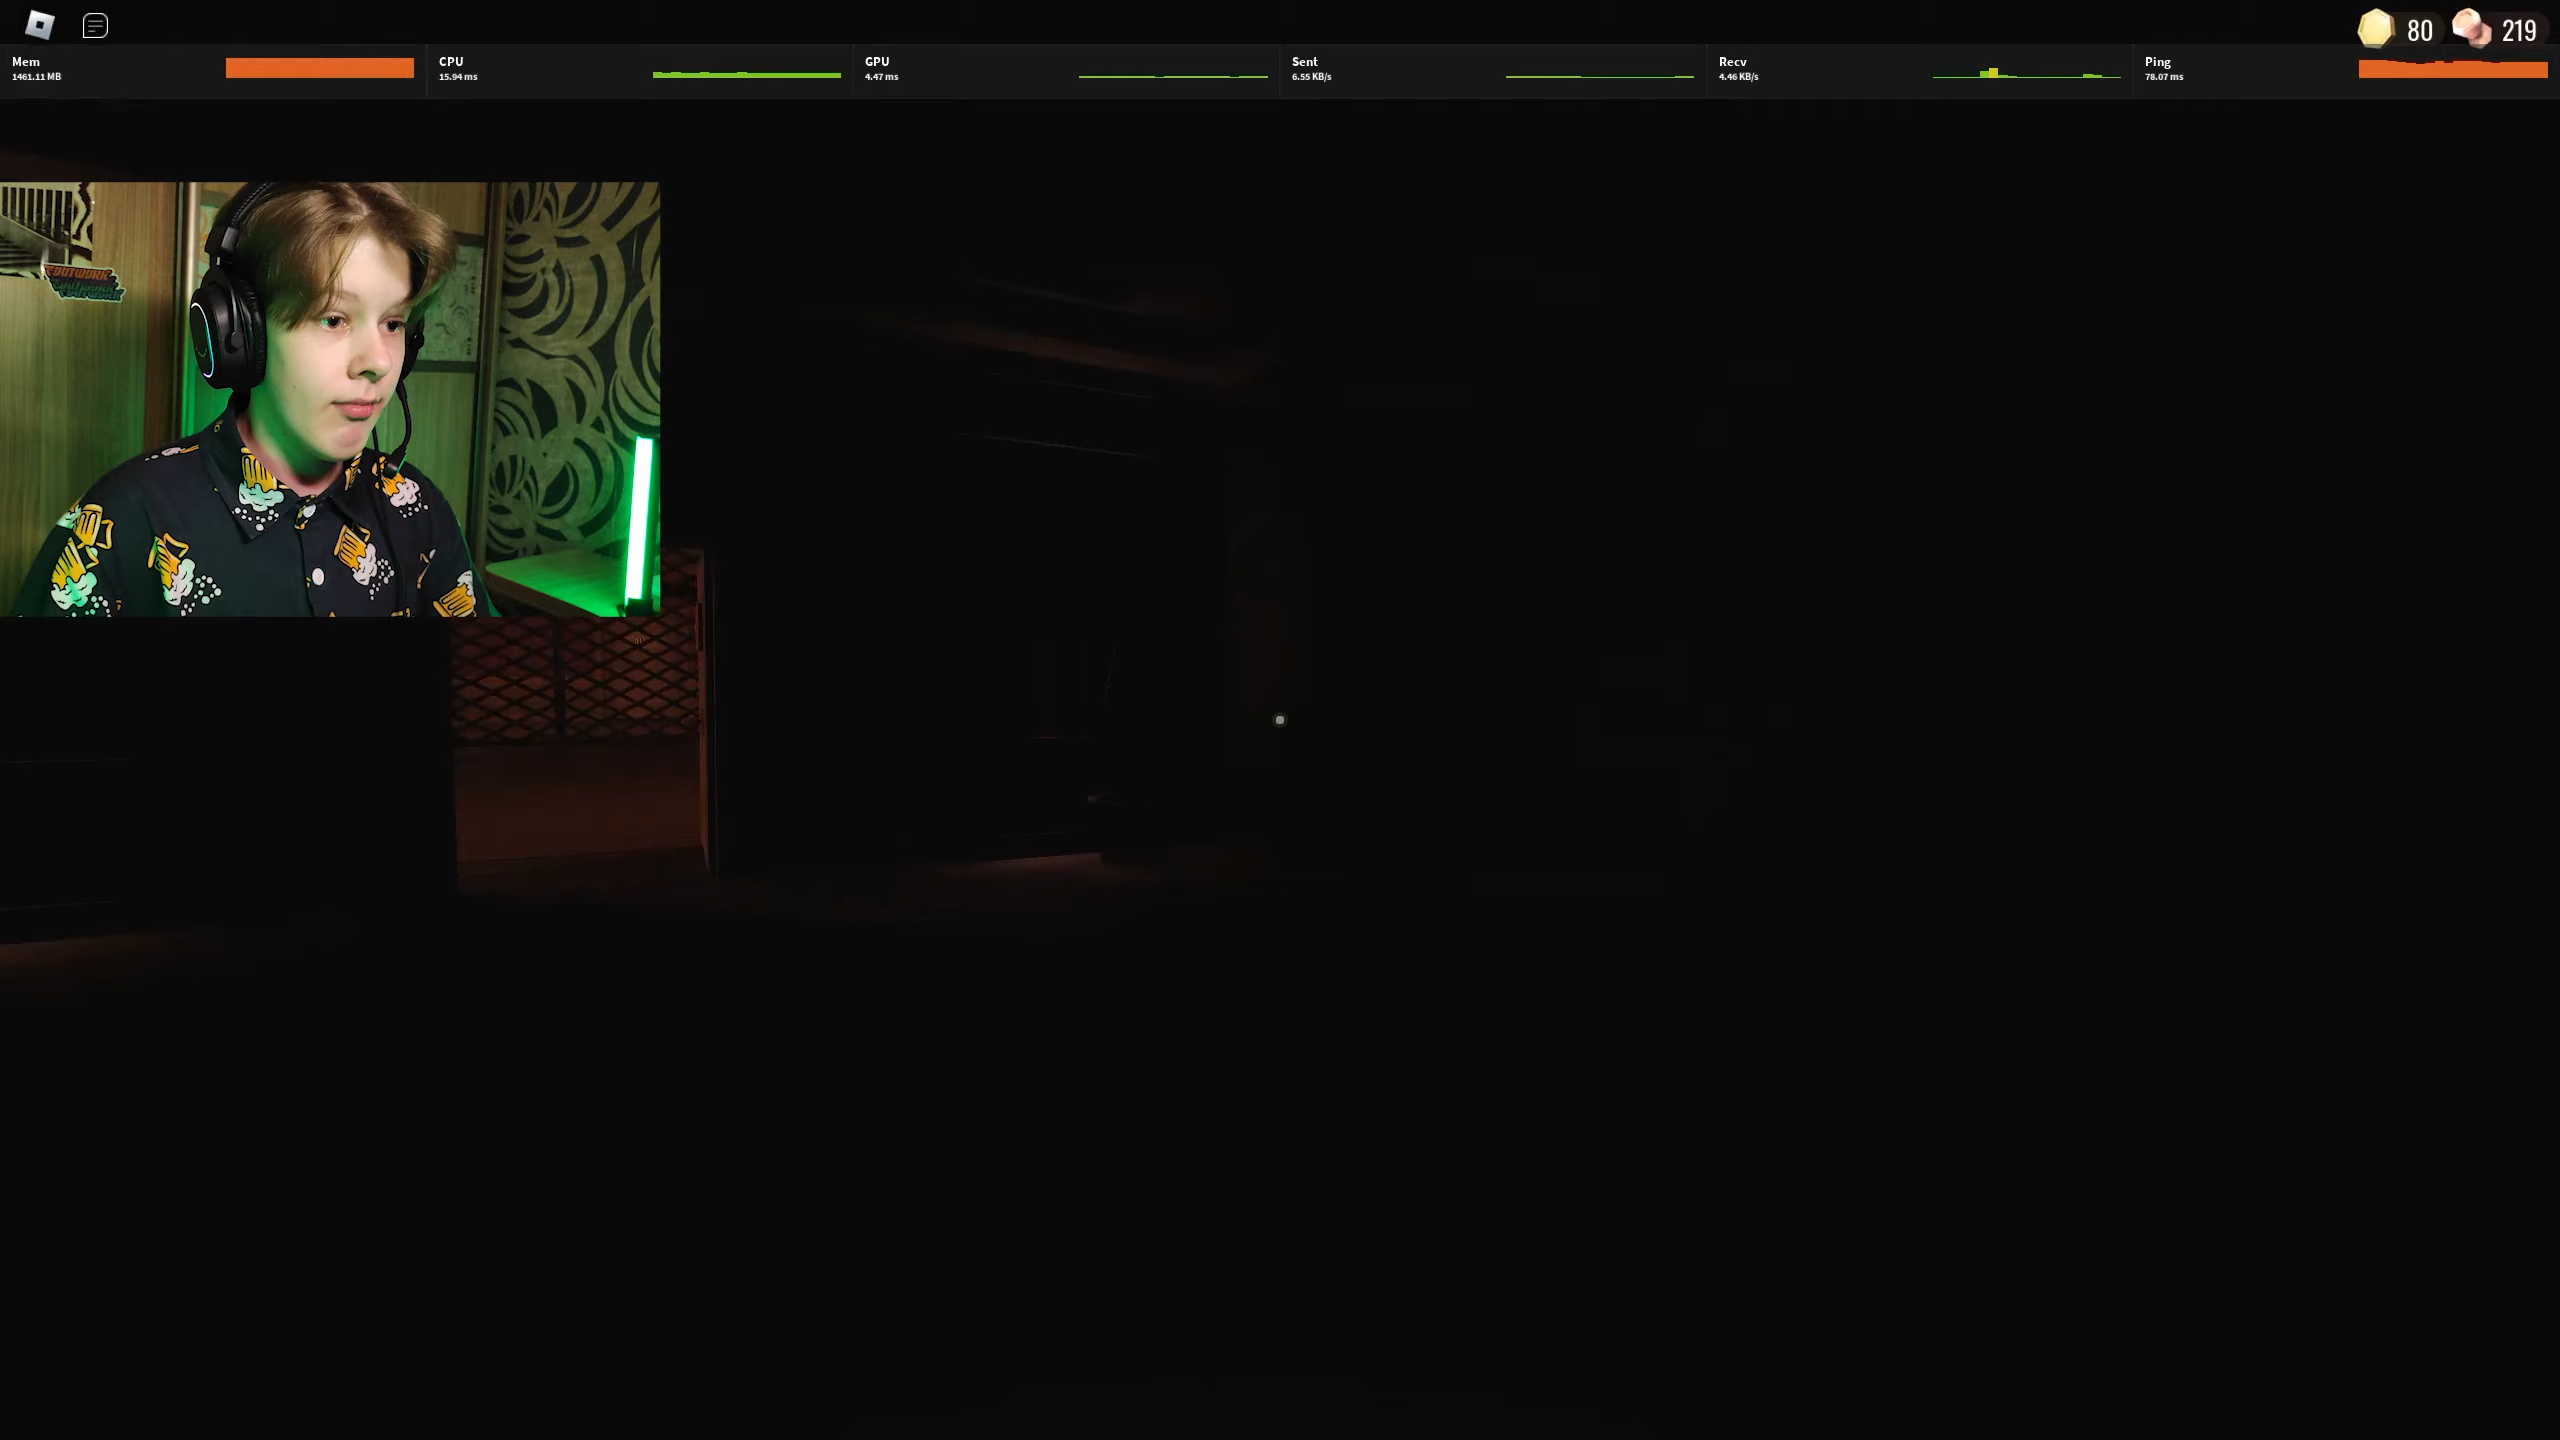 80 219
Mem CPU GPU Sent Recv Ping
1461.11 MB 15.94 ms 4.47 ms 6.55 KB/s 4.46 KB/s 78.07 ms